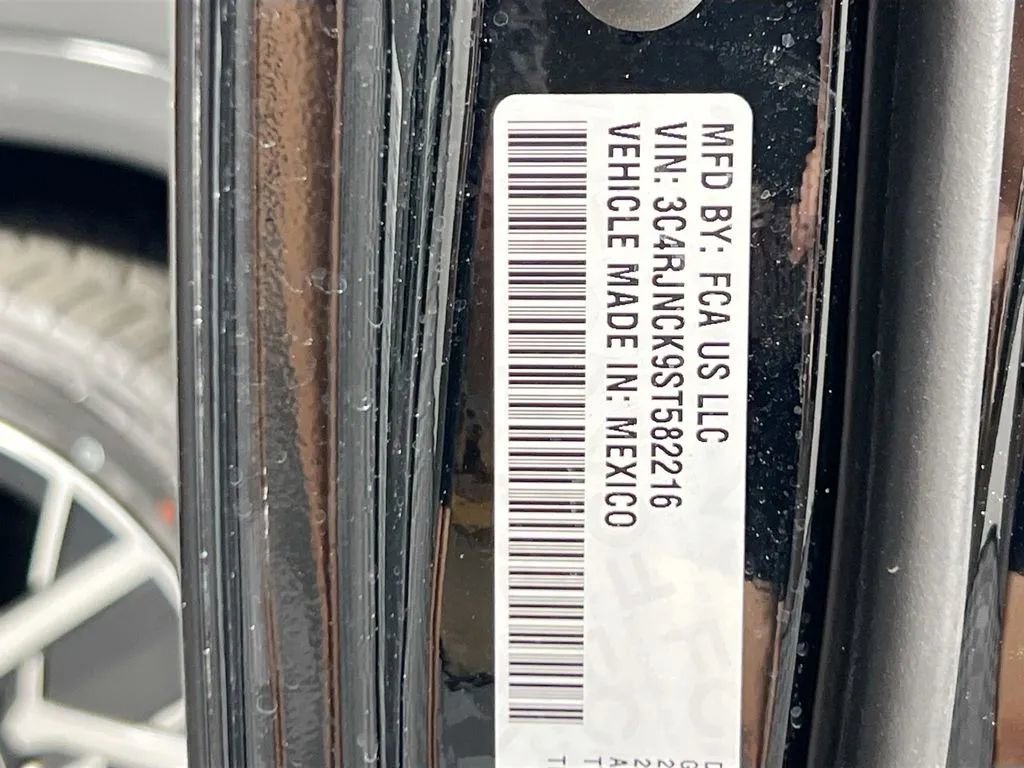 MFD BY: FCA US LLC
VIN: 3C4RJNCK9ST582216
VEHICLE MADE IN: MEXICO